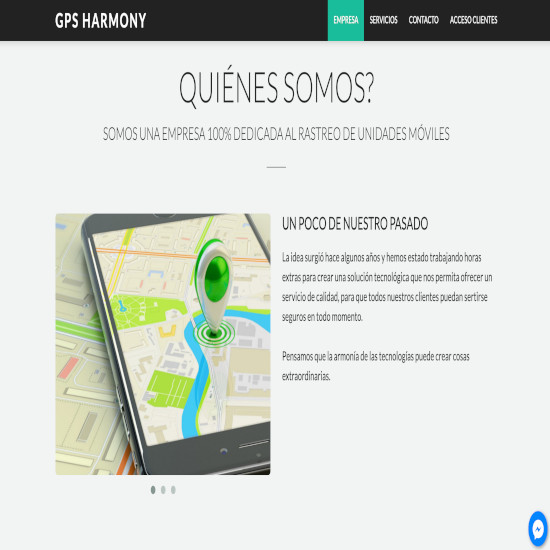 GPS HARMONY
EMPRESA SERVICIOS CONTACTO ACCESO CLIENTES
QUIÉNES SOMOS?
SOMOS UNA EMPRESA 100% DEDICADA AL RASTREO DE UNIDADES MÓVILES
UN POCO DE NUESTRO PASADO
La idea surgió hace algunos años y hemos estado trabajando horas
extras para crear una solución tecnológica que nos permita ofrecer un
servicio de calidad, para que todos nuestros clientes puedan sertirse
seguros en todo momento.
Pensamos que la armonía de las tecnologías puede crear cosas
extraordinarias.